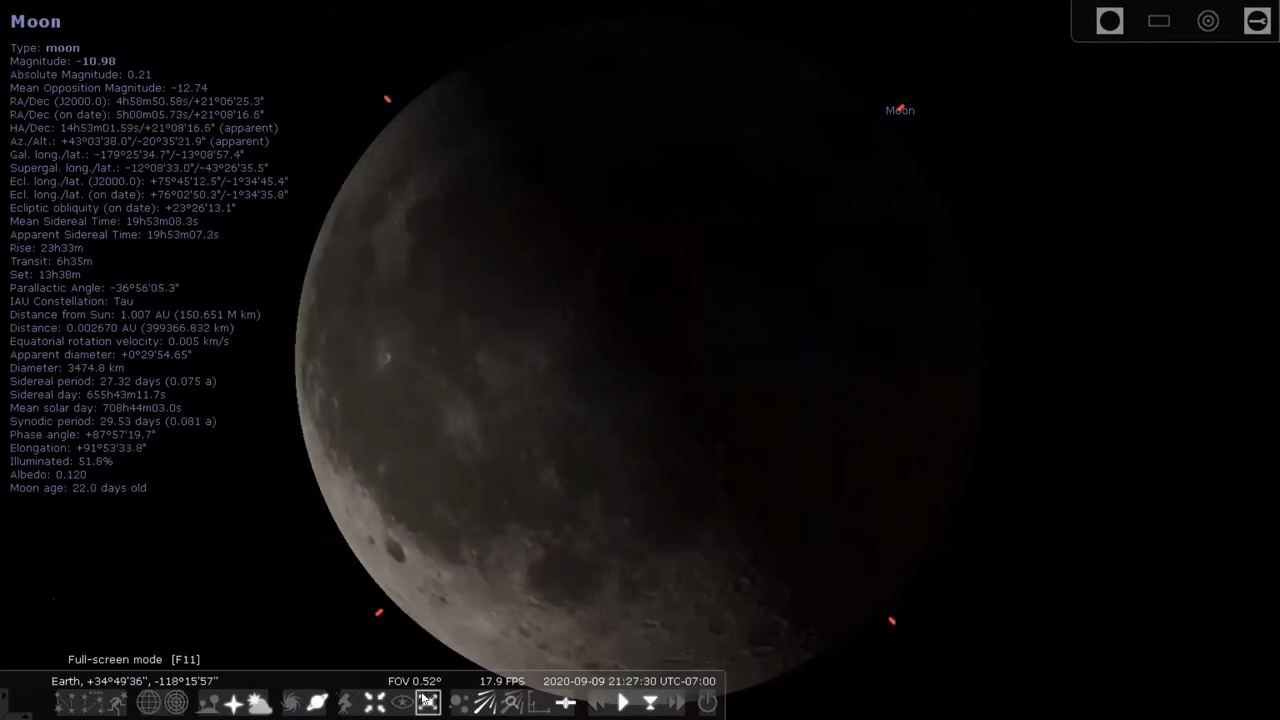 Moon
Type: moon
Magnitude: -10.98
Absolute Magnitude: 0.21
Mean Opposition Magnitude: -12.74
RA/Dec (J2000.0): 4h58m50.58s/+21°06'25.3"
RA/Dec (on date): 5h00m05.73s/+21°08'16.6"
HA/Dec: 14h53m01.59s/+21°08'16.6" (apparent)
Az./Alt.: +43°03'38.0"/-20°35'21.9" (apparent)
Gal. long./lat.: -179°25'34.7"/-13°08'57.4"
Supergal. long./lat.: -12°08'33.0"/-43°26'35.5"
Ecl. long./lat. (J2000.0): +75°45'12.5"/-1°34'45.4"
Ecl. long./lat. (on date): +76°02'50.3"/-1°34'35.8"
Ecliptic obliquity (on date): +23°26'13.1"
Mean Sidereal Time: 19h53m08.3s
Apparent Sidereal Time: 19h53m07.3s
Rise: 23h33m
Transit: 6h35m
Set: 13h38m
Parallactic Angle: -36°56'05.3"
IAU Constellation: Tau
Distance from Sun: 1.007 AU (150.651 M km)
Distance: 0.002670 AU (399366.832 km)
Equatorial rotation velocity: 0.005 km/s
Apparent diameter: +0°29'54.65"
Diameter: 3474.8 km
Sidereal period: 27.32 days (0.075 a)
Sidereal day: 655h43m11.7s
Mean solar day: 708h44m03.0s
Synodic period: 29.53 days (0.081 a)
Phase angle: +87°57'19.7"
Elongation: +91°53'33.8"
Illuminated: 51.8%
Albedo: 0.120
Moon age: 22.0 days old
Moon
Full-screen mode [F11]
Earth, +34°49'36", -118°15'57" FOV 0.52° 17.9 FPS 2020-09-09 21:27:30 UTC-07:00